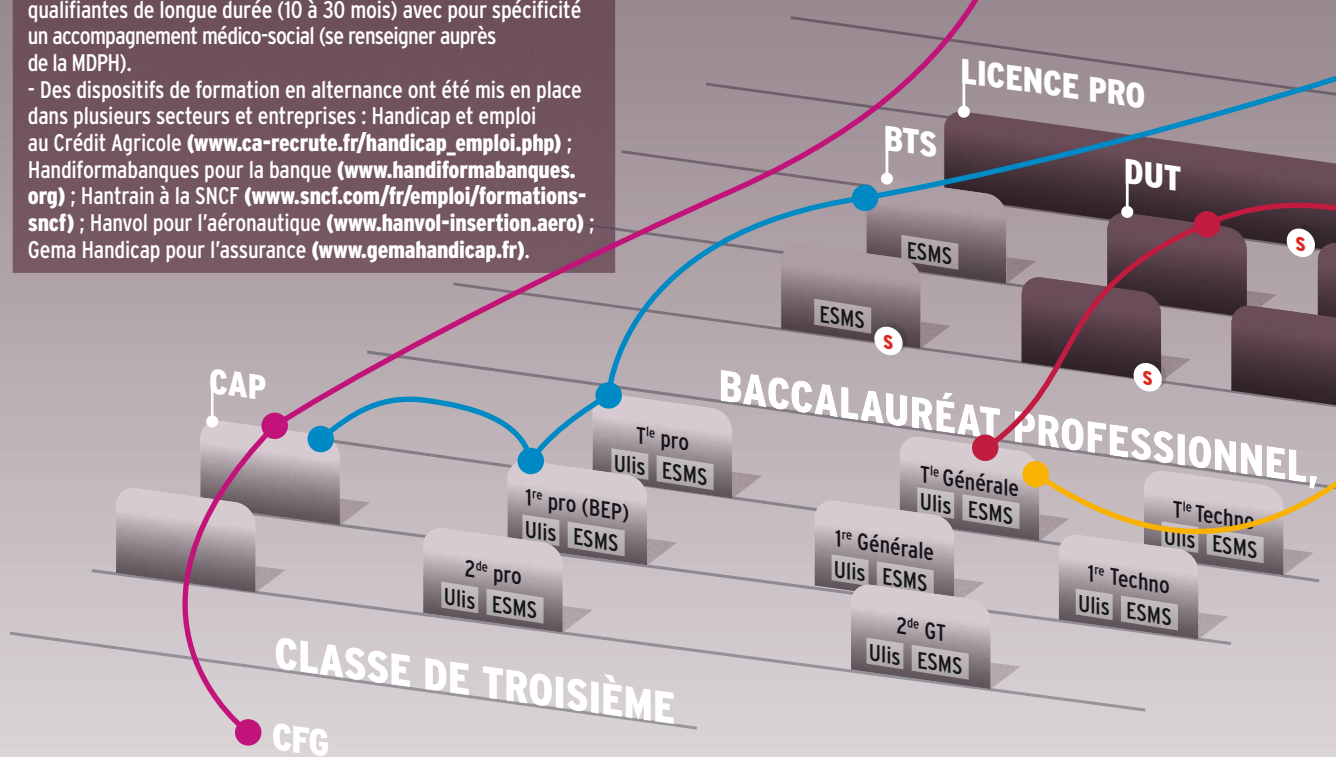 qualifiantes de longue durée (10 à 30 mois) avec pour spécificité
un accompagnement médico-social (se renseigner auprès
de la MDPH).
- Des dispositifs de formation en alternance ont été mis en place
dans plusieurs secteurs et entreprises : Handicap et emploi
au Crédit Agricole (www.ca-recrute.fr/handicap_emploi.php) ;
Handiformabanques pour la banque (www.handiformabanques.
org) ; Hantrain à la SNCF (www.sncf.com/fr/emploi/formations-
sncf) ; Hanvol pour l’aéronautique (www.hanvol-insertion.aero) ;
Gema Handicap pour l’assurance (www.gemahandicap.fr).
LICENCE PRO
BTS
DUT
ESMS
S
ESMS
S
S
CAP
BACCALAURÉAT PROFESSIONNEL,
Tle pro
Ulis ESMS
1re pro (BEP)
Ulis ESMS
2de pro
Ulis ESMS
Tle Générale
Ulis ESMS
1re Générale
Ulis ESMS
2de GT
Ulis ESMS
Tle Techno
Ulis ESMS
1re Techno
Ulis ESMS
CLASSE DE TROISIÈME
CFG